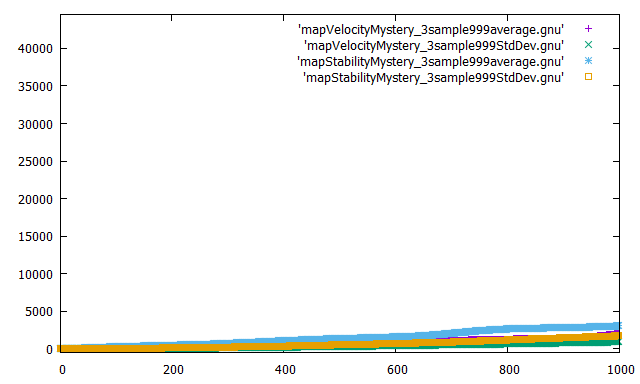 'mapVelocityMystery_3sample999average.gnu'
'mapVelocityMystery_3sample999StdDev.gnu'
'mapStabilityMystery_3sample999average.gnu'
'mapStabilityMystery_3sample999StdDev.gnu'
40000
35000
30000
25000
20000
15000
10000
5000
0
0 200 400 600 800 1000